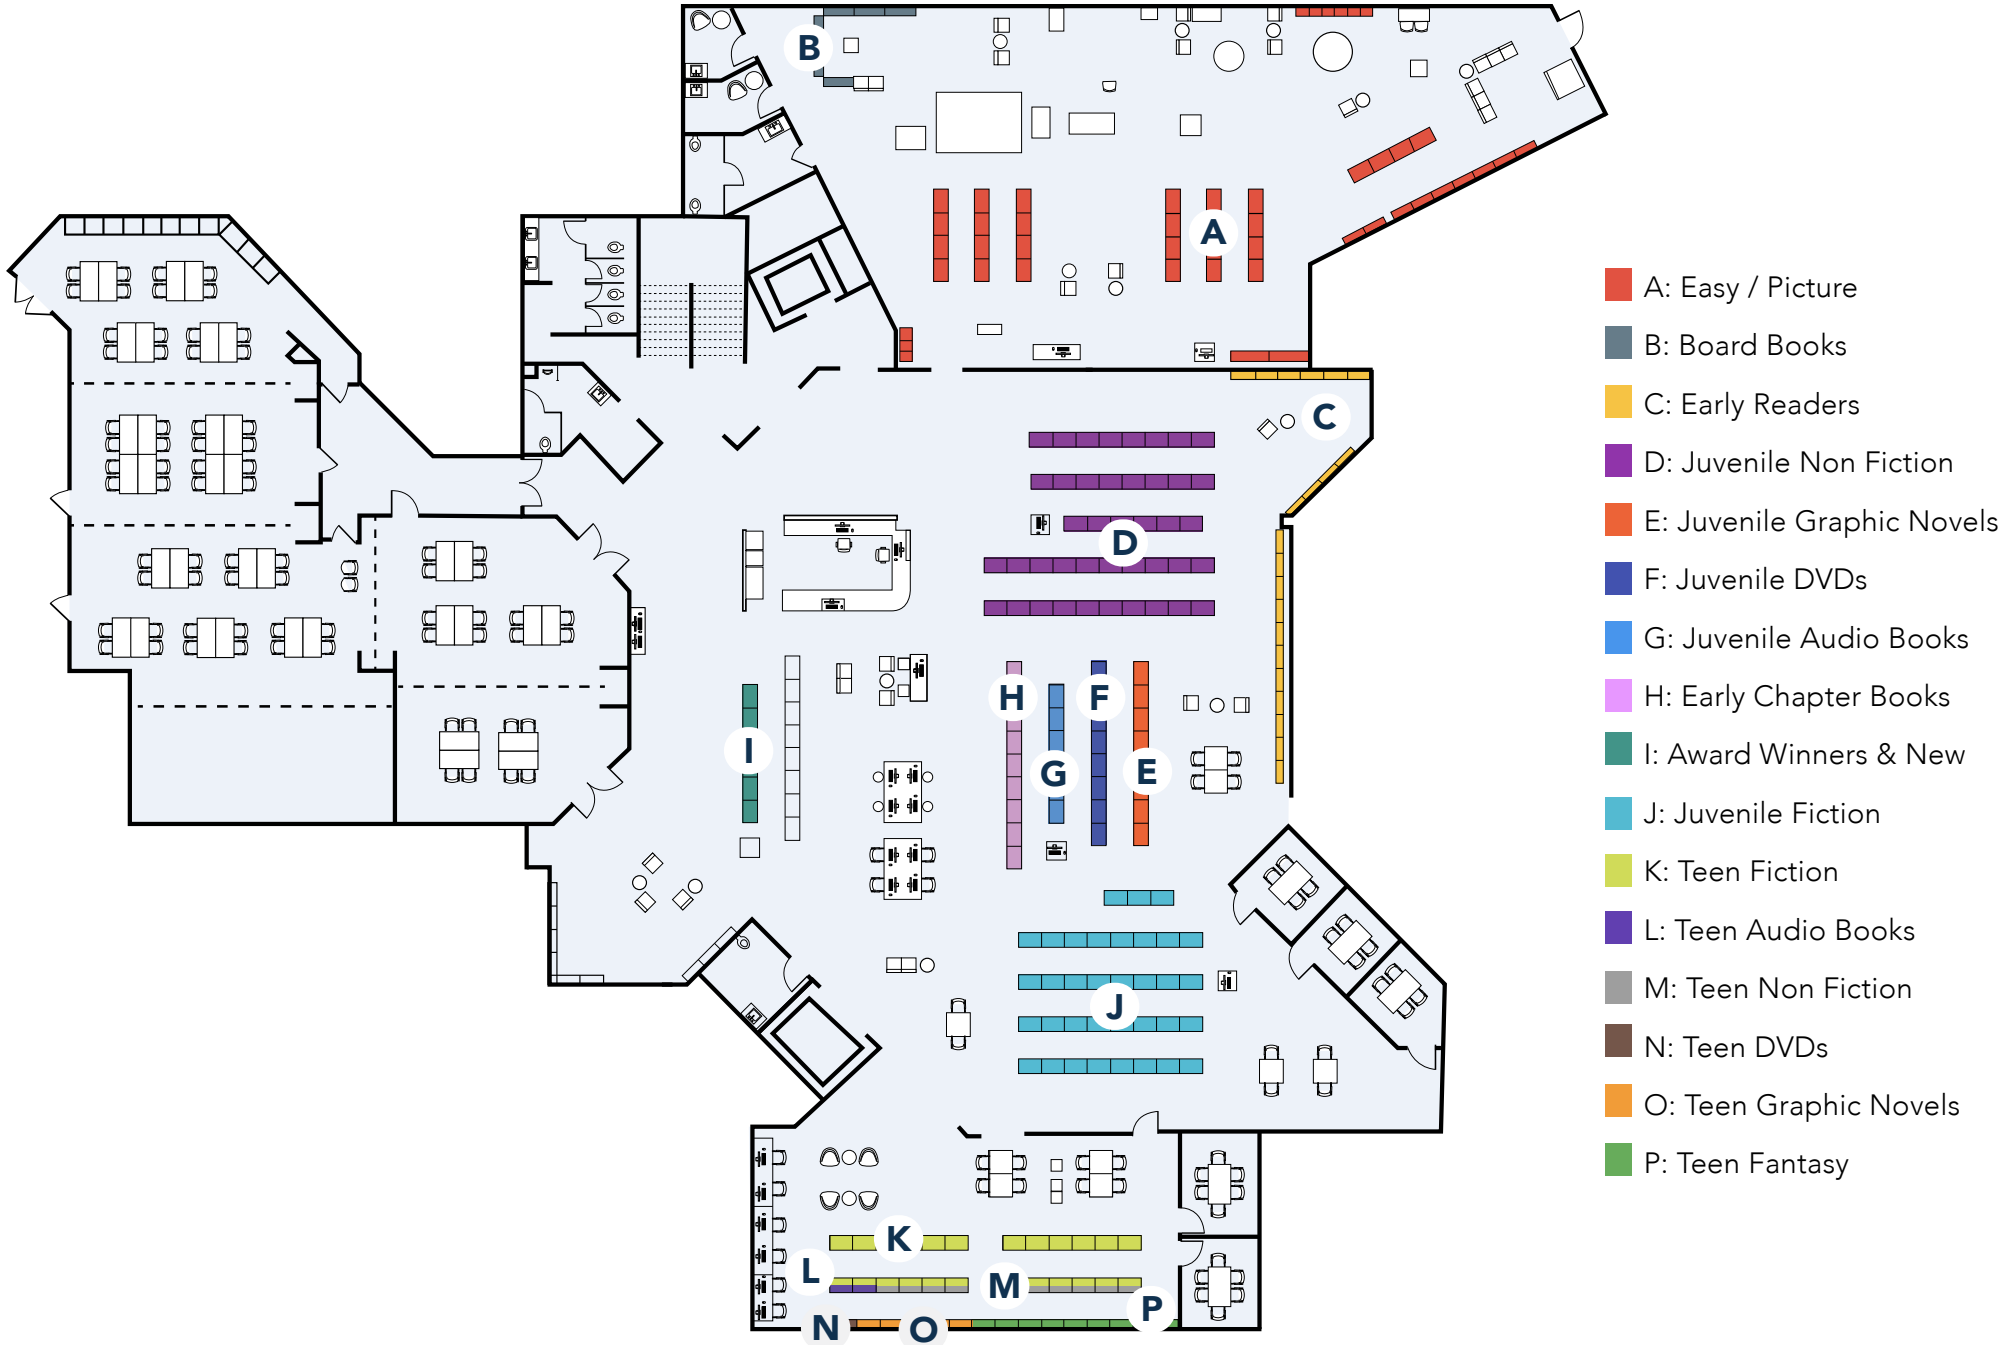 B
A
C
D
H
F
I
G
E
J
K
L
M
P
N
O
A: Easy / Picture
B: Board Books
C: Early Readers
D: Juvenile Non Fiction
E: Juvenile Graphic Novels
F: Juvenile DVDs
G: Juvenile Audio Books
H: Early Chapter Books
I: Award Winners & New
J: Juvenile Fiction
K: Teen Fiction
L: Teen Audio Books
M: Teen Non Fiction
N: Teen DVDs
O: Teen Graphic Novels
P: Teen Fantasy